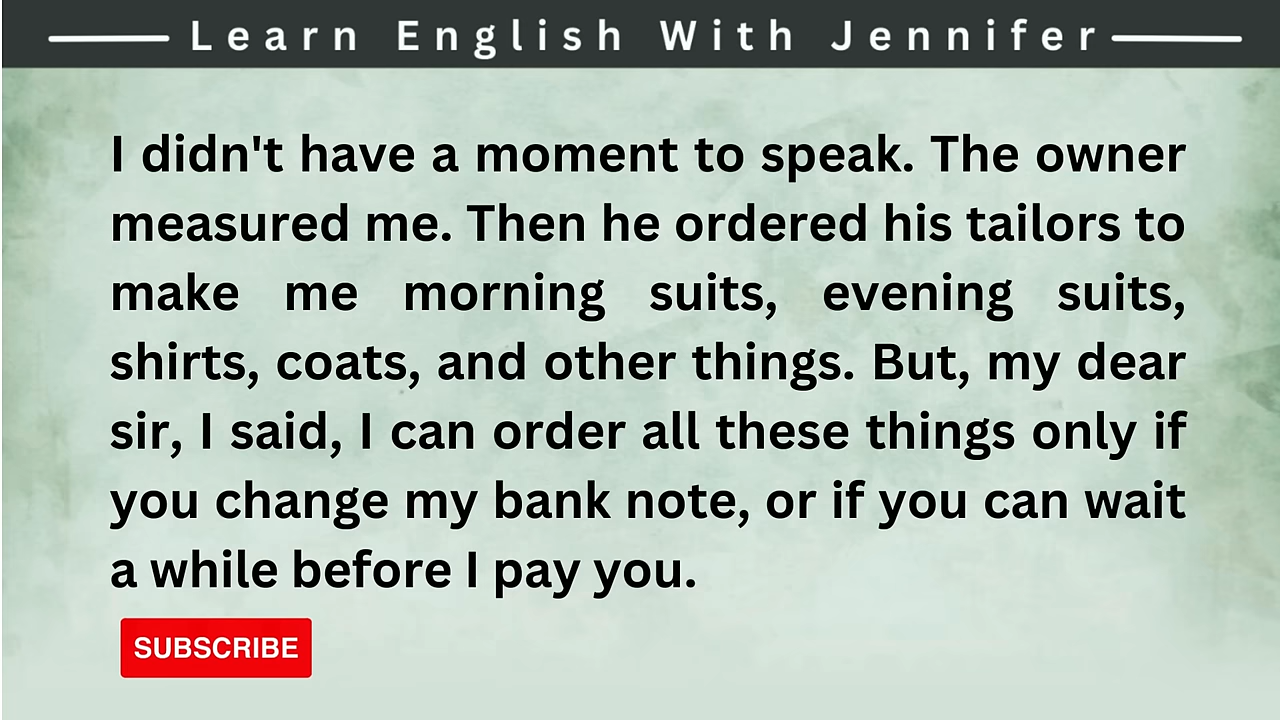 Learn English With Jennifer
I didn't have a moment to speak. The owner
measured me. Then he ordered his tailors to
make me morning suits, evening suits,
shirts, coats, and other things. But, my dear
sir, I said, I can order all these things only if
you change my bank note, or if you can wait
a while before I pay you.
SUBSCRIBE